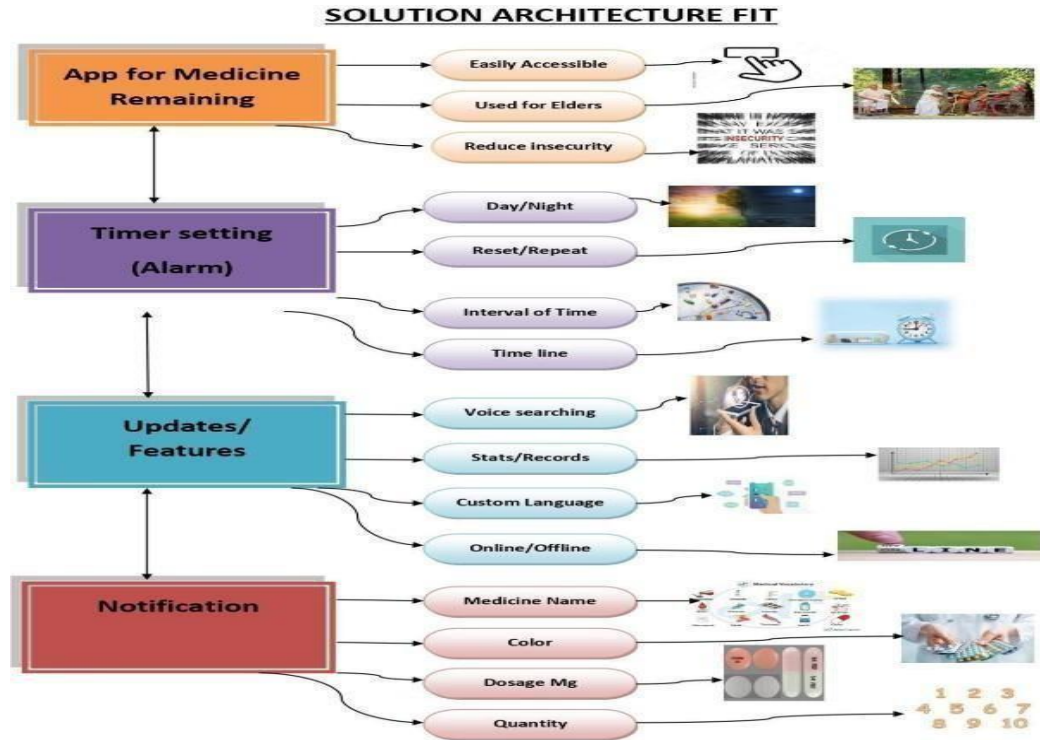 SOLUTION ARCHITECTURE FIT
App for Medicine
Remaining
Easily Accessible
Used for Elders
Reduce insecurity
INSECURITY
Timer setting
(Alarm)
Day/Night
Reset/Repeat
Interval of Time
Time line
Updates/
Features
Voice searching
Stats/Records
Custom Language
Online/Offline
L I N E
Notification
Medicine Name
Color
Dosage Mg
Quantity
1 2 3
4 5 6 7
8 9 10